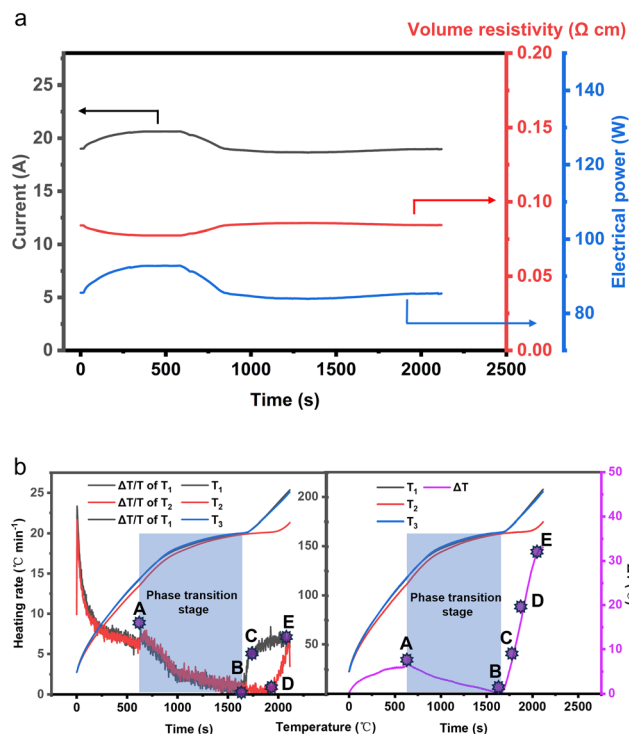 a
Volume resistivity (Ω cm)
25
20
15
10
5
0
Current (A)
0.20
0.15
0.10
0.05
0.00
140
120
100
80
Electrical power (W)
0 500 1000 1500 2000 2500
Time (s)
b
Heating rate (℃ min⁻¹)
25
20
15
10
5
0
ΔT/T of T₁
ΔT/T of T₂
ΔT/T of T₁
T₁
T₂
T₃
Phase transition
stage
A
B
C
D
E
0 500 1000 1500 2000
Time (s)
Temperature (℃)
200
150
100
50
0
T₁
T₂
T₃
ΔT
Phase transition
stage
A
B
C
D
E
0 500 1000 1500 2000 2500
Time (s)
50
40
30
20
10
0